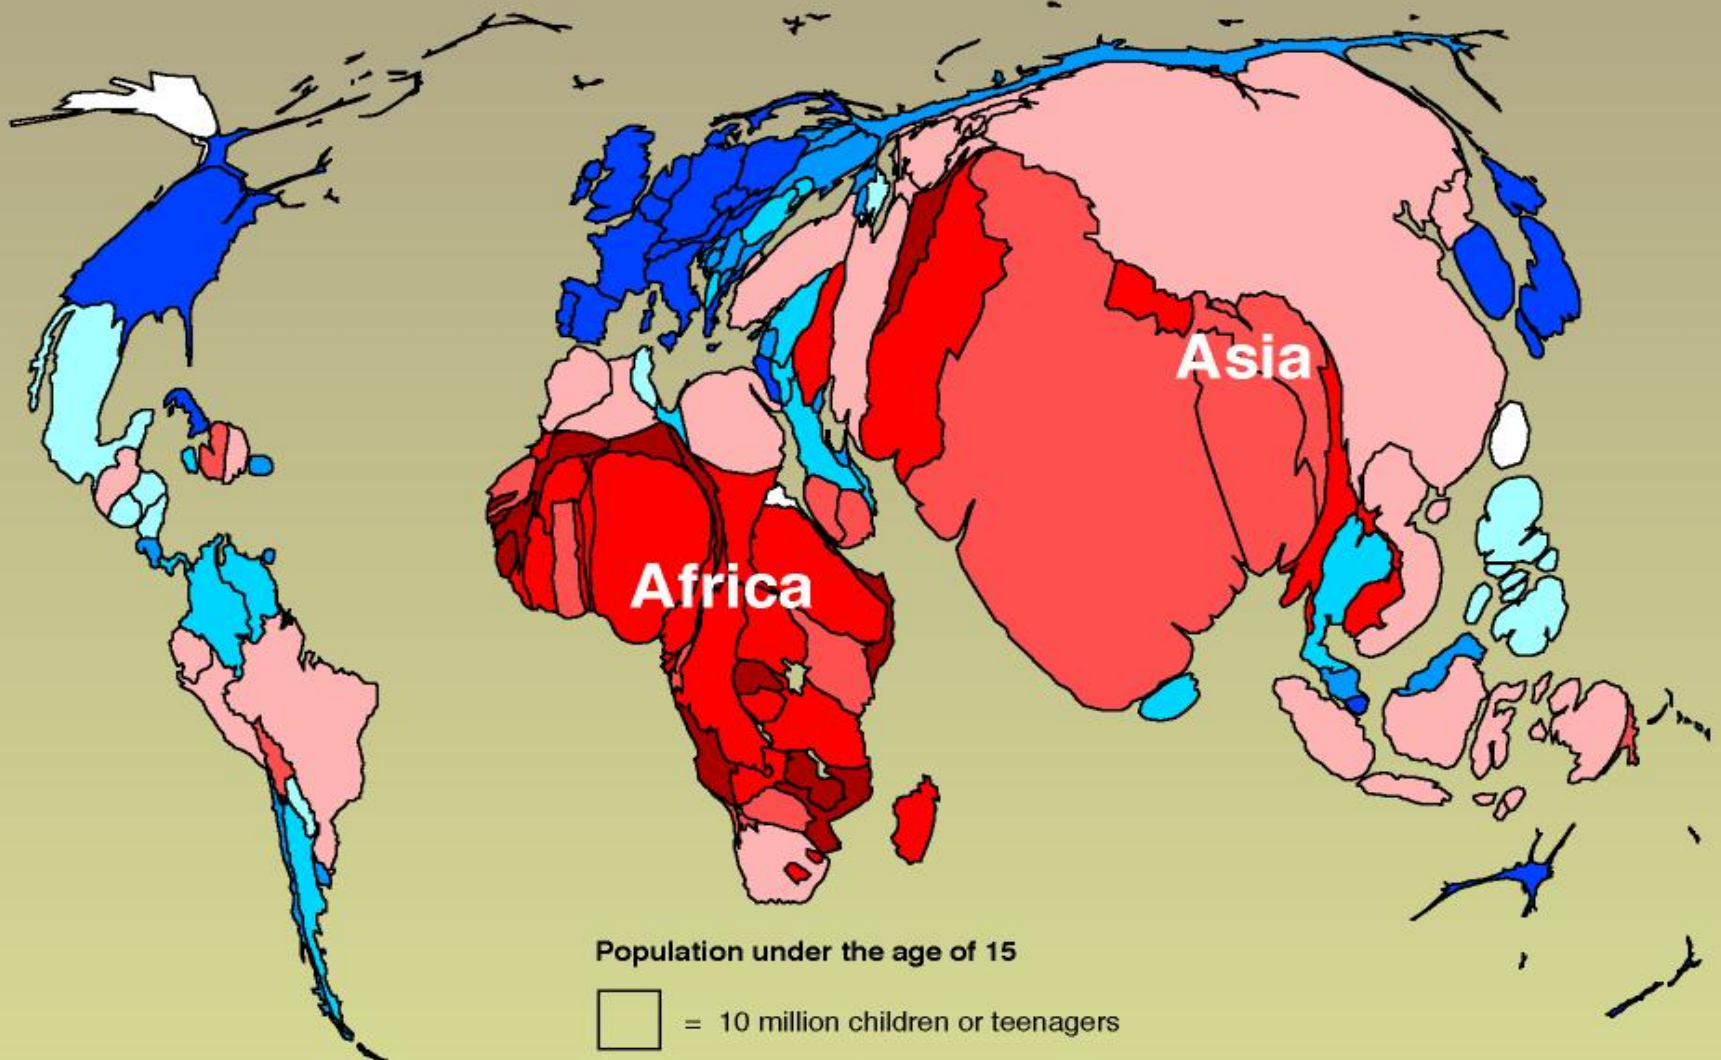 Asia
Africa
Population under the age of 15
= 10 million children or teenagers